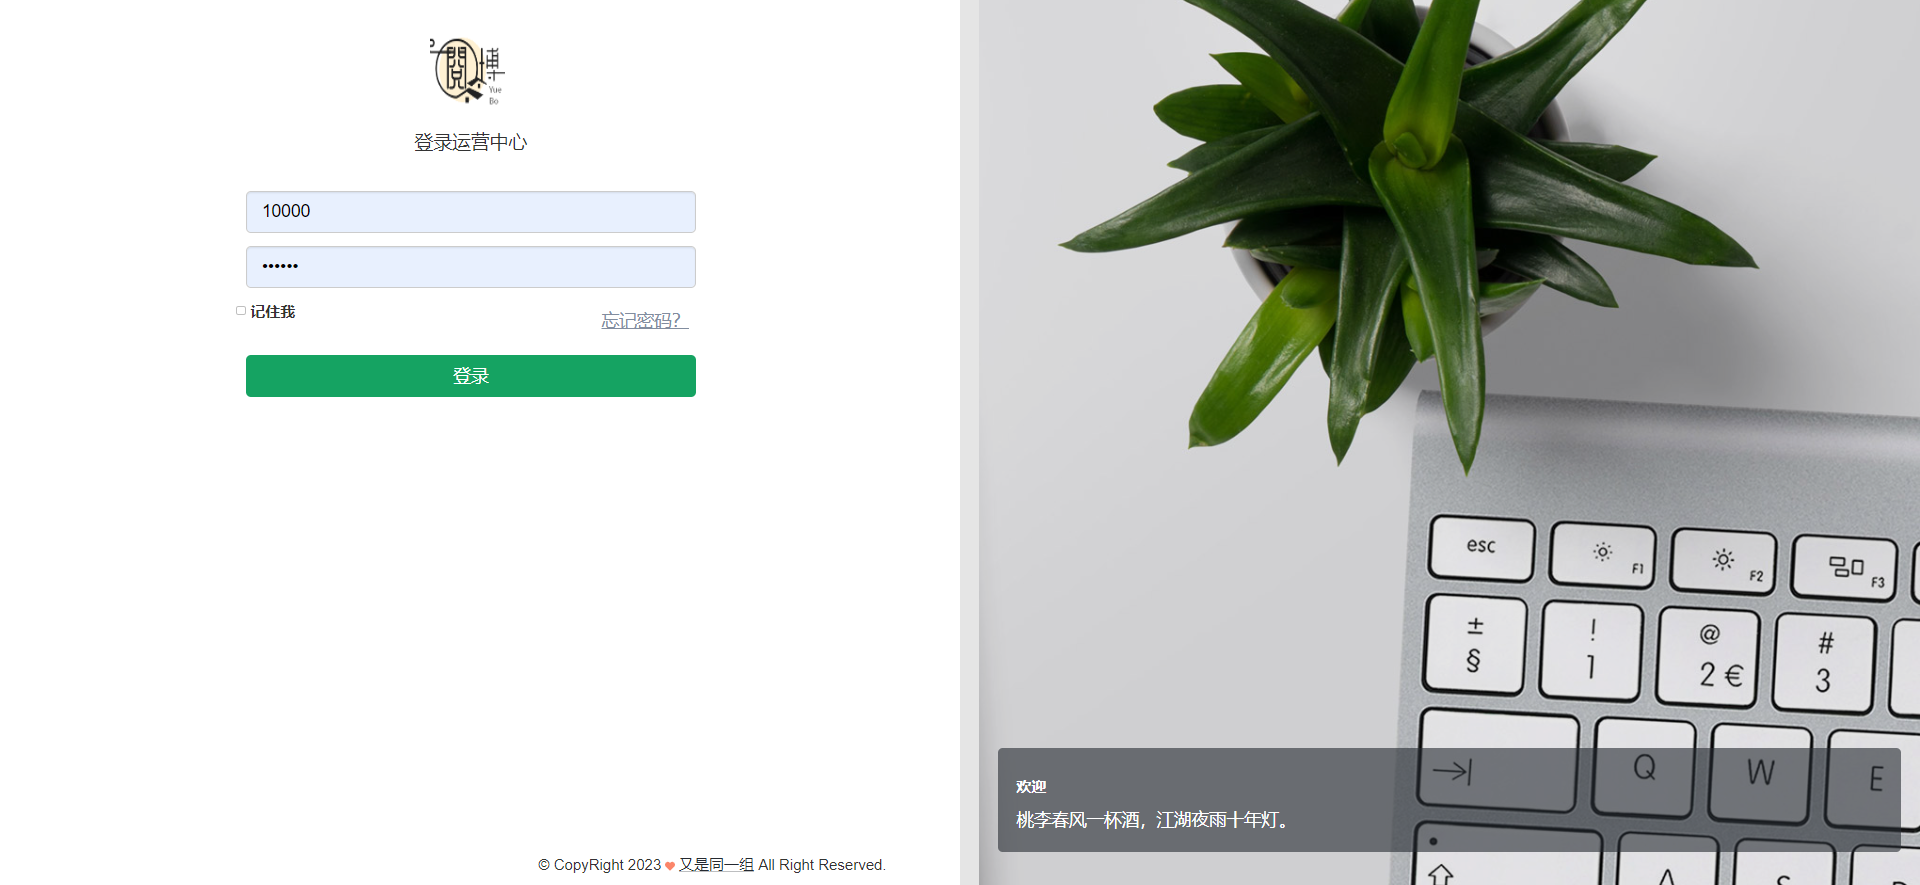 閱博
Yue
Bo
登录运营中心
10000
••••••
记住我
忘记密码？
登录
© CopyRight 2023 ❤ 又是同一组 All Right Reserved.
esc
F1
F2
F3
±
§
!
1
@
2 €
#
3
Q
W
E
欢迎
桃李春风一杯酒，江湖夜雨十年灯。
A
S